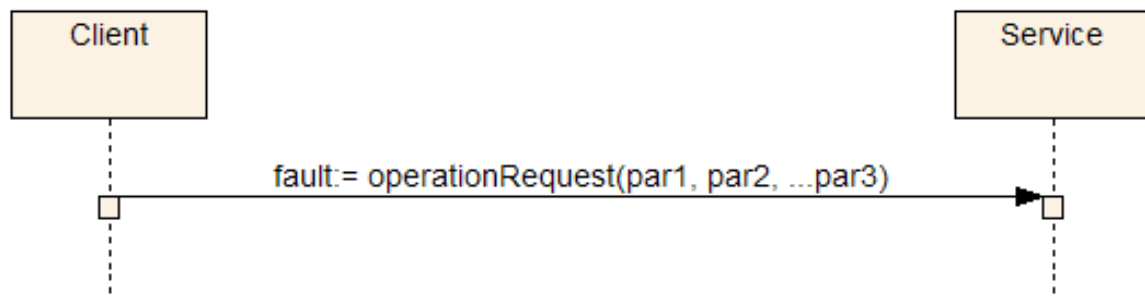 Client
Service
fault:= operationRequest(par1, par2, ...par3)